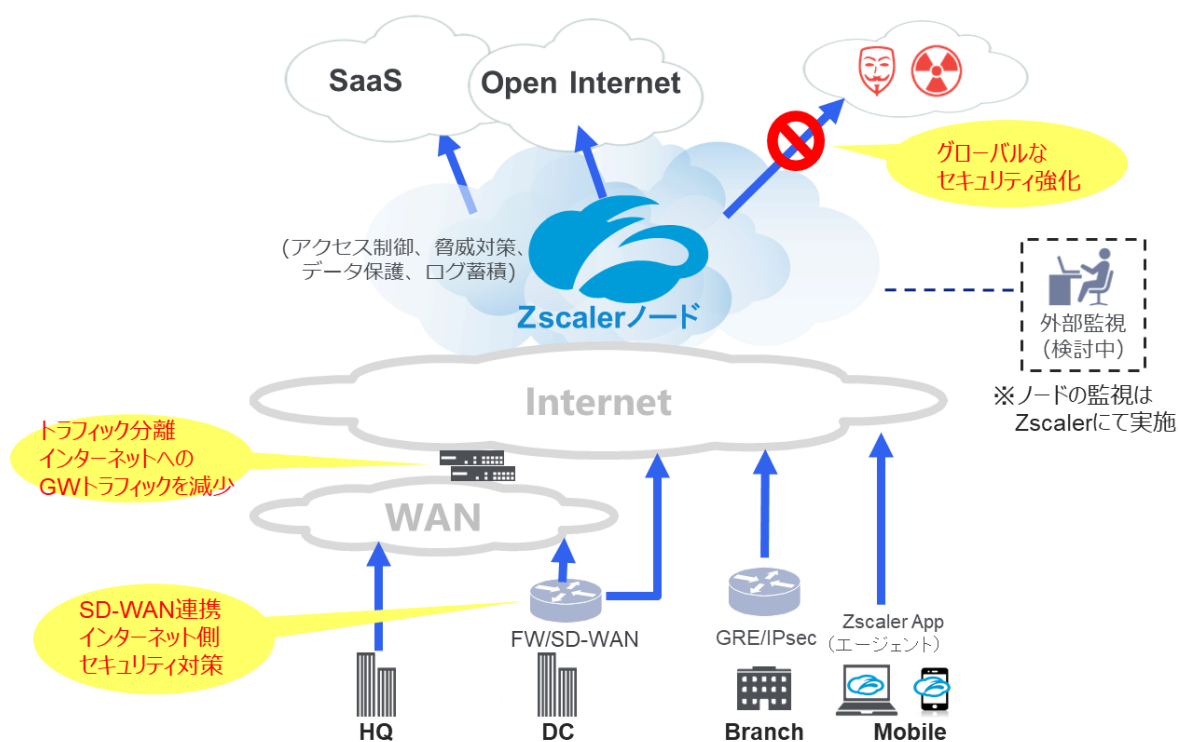 SaaS
Open Internet
グローバルな
セキュリティ強化
(アクセス制御、脅威対策、
データ保護、ログ蓄積)
Zscalerノード
外部監視
(検討中)
※ノードの監視は
Zscalerにて実施
Internet
トラフィック分離
インターネットへの
GWトラフィックを減少
WAN
SD-WAN連携
インターネット側
セキュリティ対策
FW/SD-WAN
GRE/IPsec
Zscaler App
(エージェント)
HQ
DC
Branch
Mobile